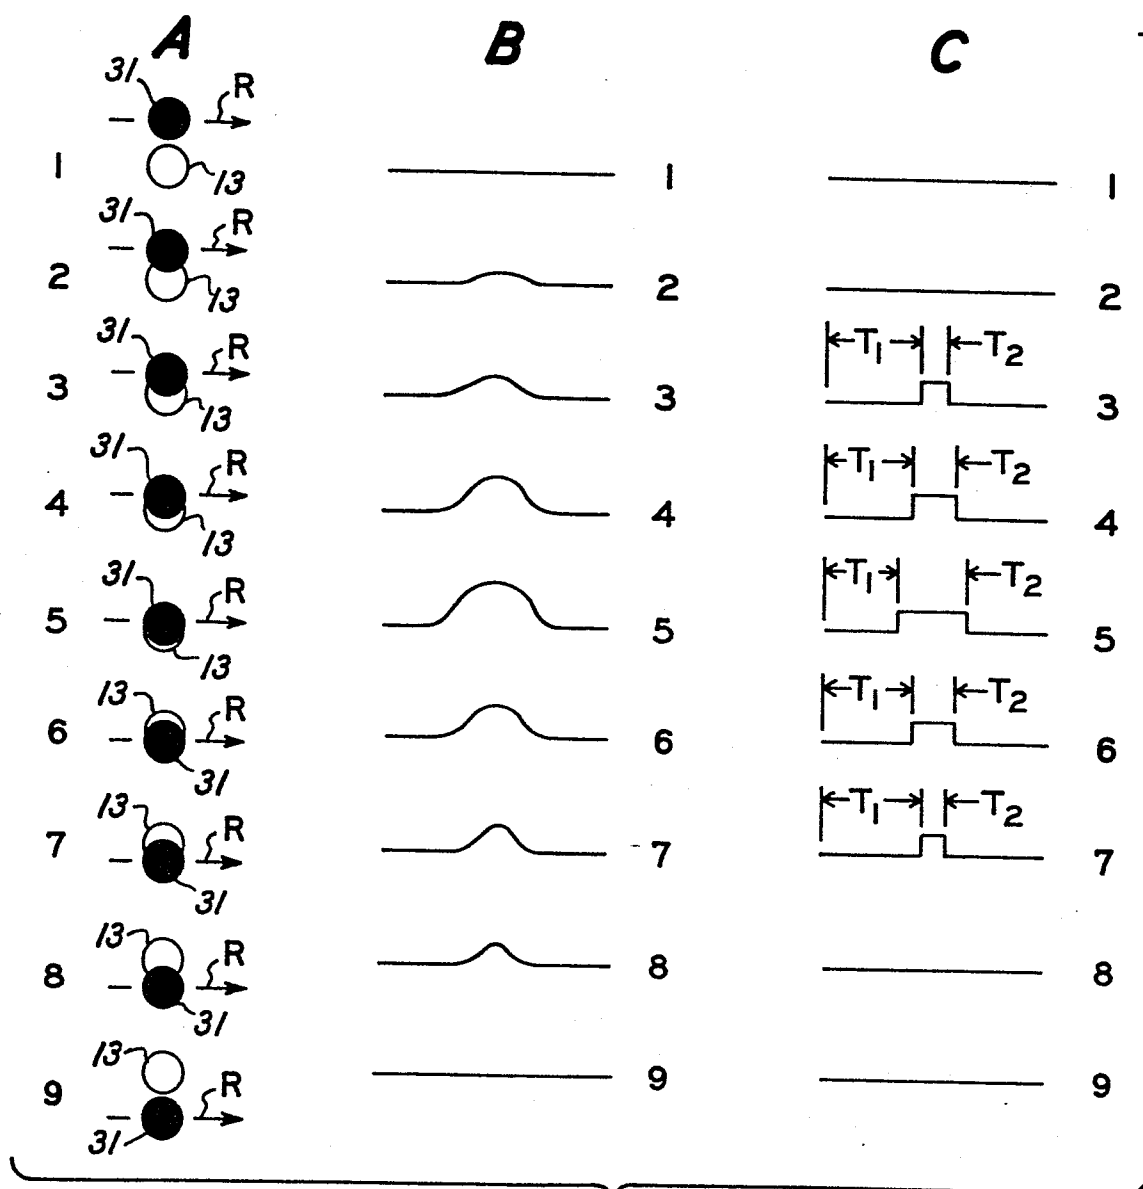 A B C
31 R
1 13 1 1
31 R
2 13 2 2
31 R T1 T2
3 13 3 3
31 R T1 T2
4 13 4 4
31 R T1 T2
5 13 5 5
13 R T1 T2
6 31 6 6
13 R T1 T2
7 31 7 7
13 R
8 31 8 8
13 R
9 31 9 9